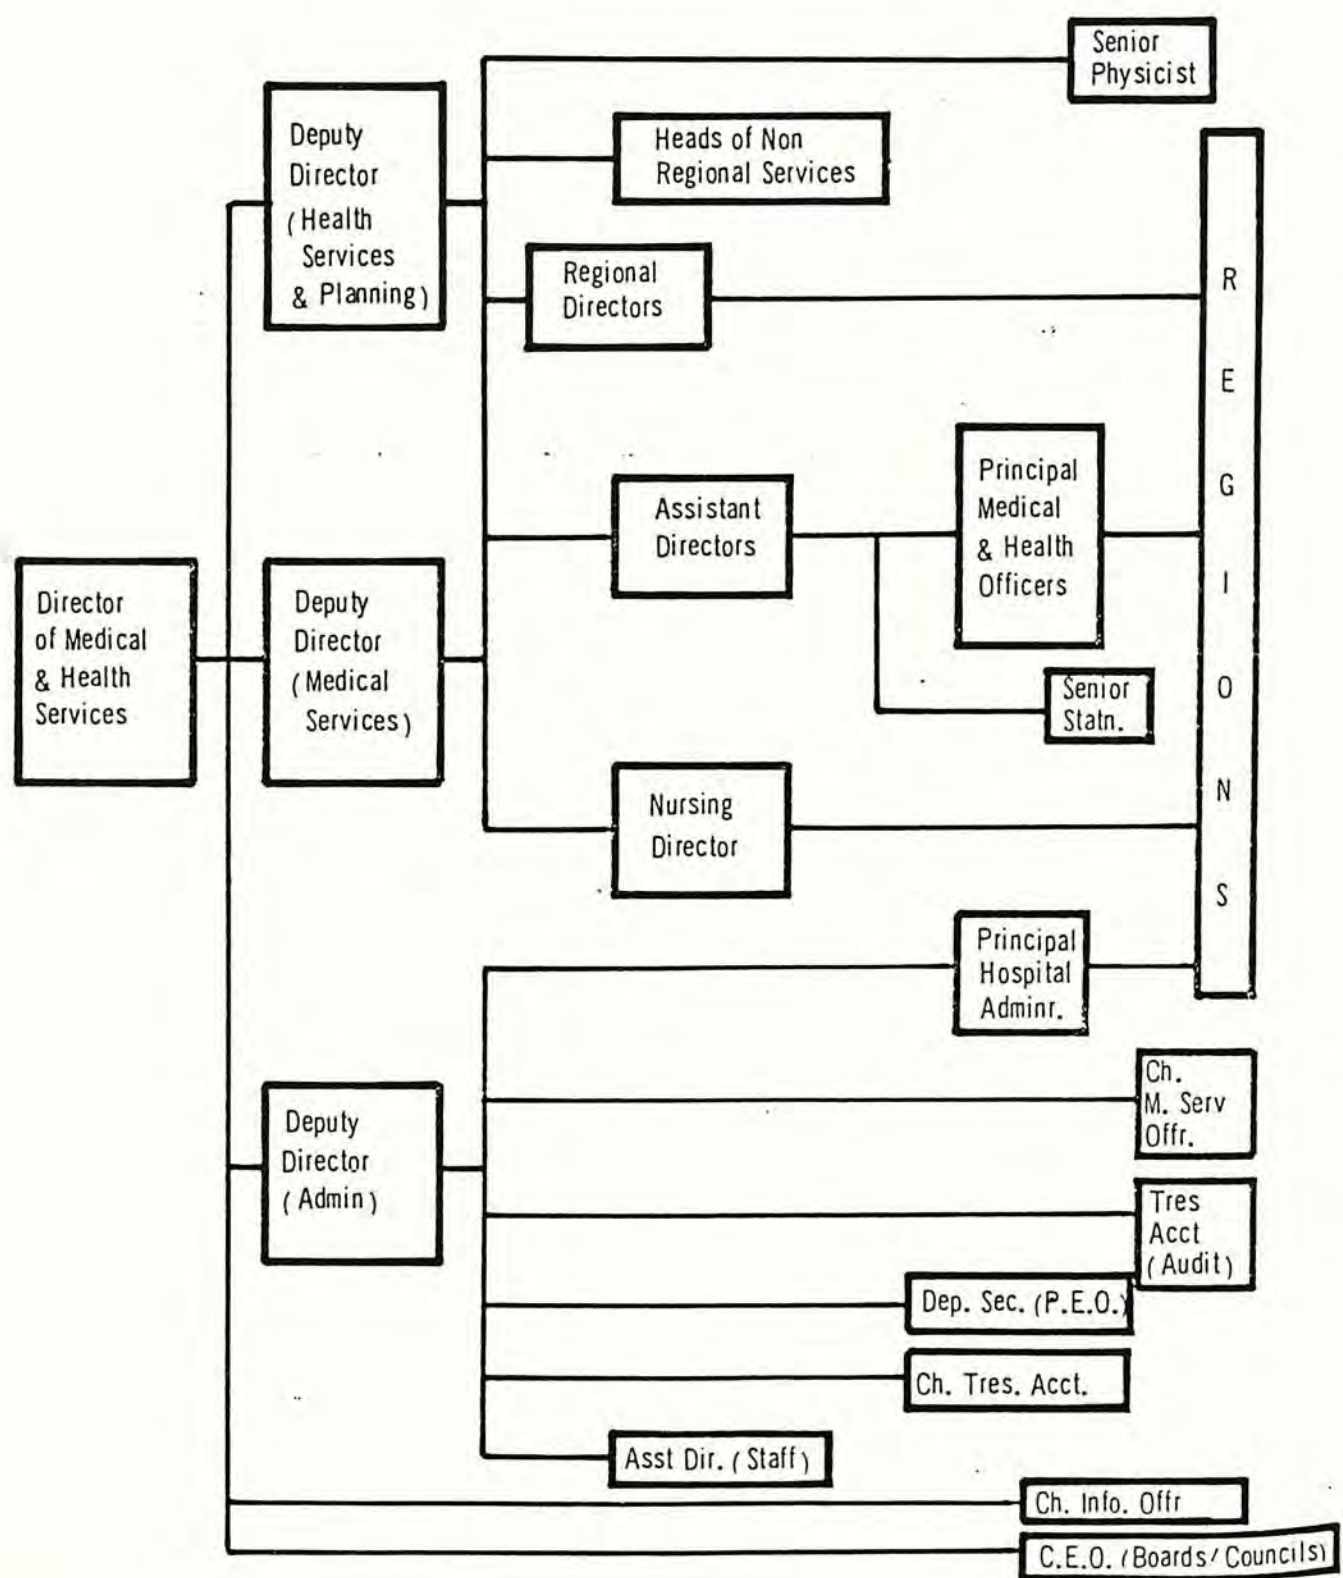 Senior
Physicist
Deputy
Director
(Health
Services
& Planning)
Heads of Non
Regional Services
Regional
Directors
REGIONS
Assistant
Directors
Principal
Medical
& Health
Officers
Director
of Medical
& Health
Services
Deputy
Director
(Medical
Services)
Senior
Statn.
Nursing
Director
Principal
Hospital
Adminr.
Ch.
M. Serv
Offr.
Deputy
Director
(Admin)
Tres
Acct
(Audit)
Dep. Sec. (P.E.O.)
Ch. Tres. Acct.
Asst Dir. (Staff)
Ch. Info. Offr
C.E.O. (Boards/Councils)